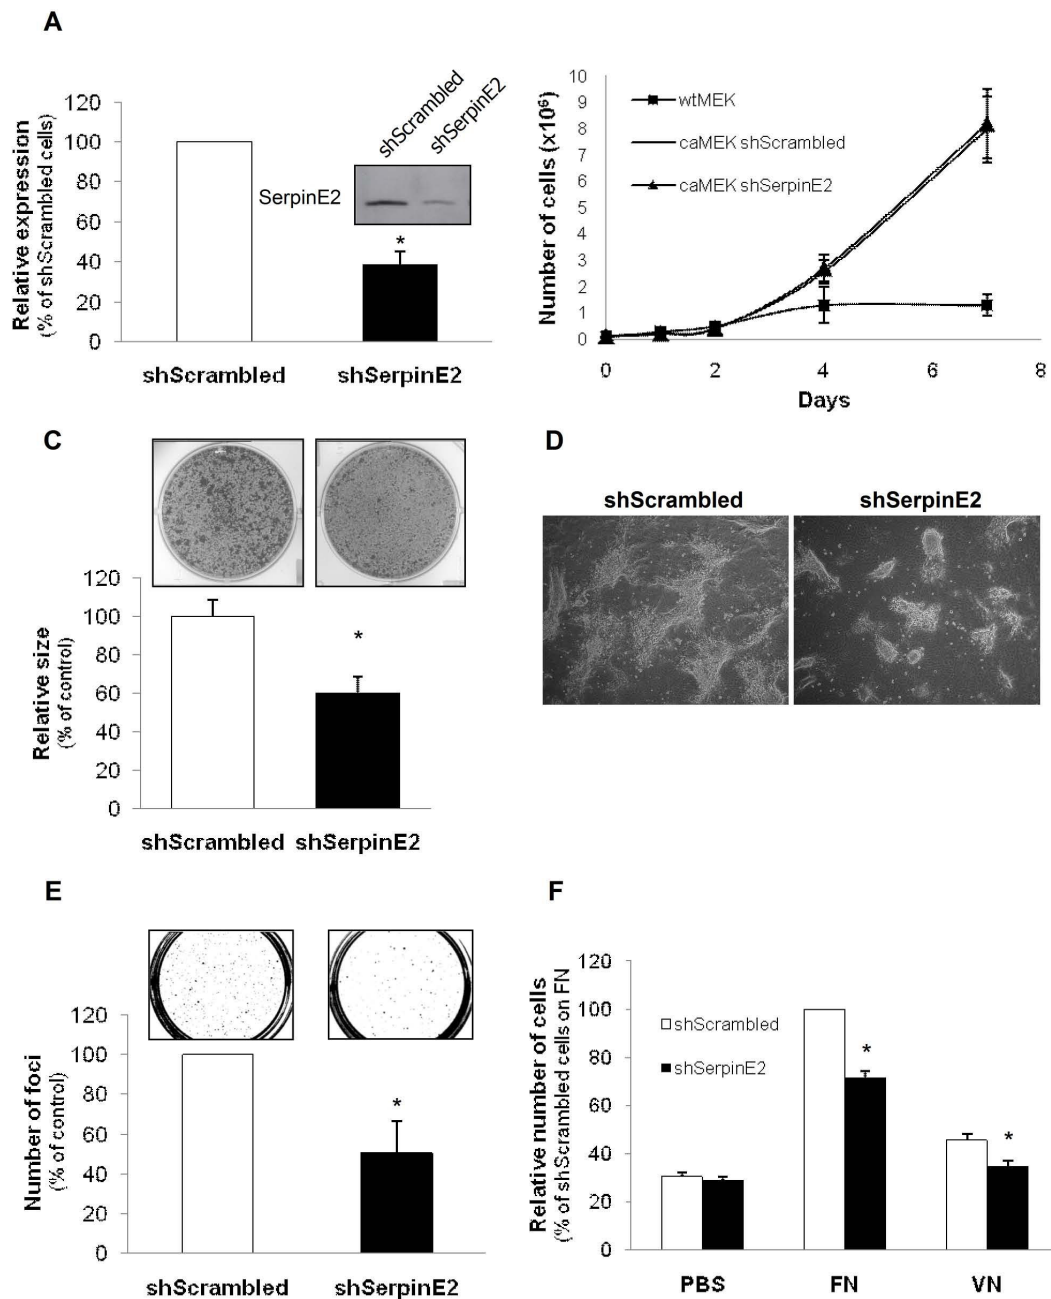 A
Relative expression
(% of shScrambled cells)
120
100
80
60
40
20
0
shScrambled
shSerpinE2
SerpinE2
*
shScrambled
shSerpinE2
Number of cells (x10⁶)
10
9
8
7
6
5
4
3
2
1
0
wtMEK
caMEK shScrambled
caMEK shSerpinE2
0
2
4
6
8
Days
C
Relative size
(% of control)
120
100
80
60
40
20
0
*
shScrambled
shSerpinE2
D
shScrambled
shSerpinE2
E
Number of foci
(% of control)
100
80
60
40
20
0
*
shScrambled
shSerpinE2
F
Relative number of cells
(% of shScrambled cells on FN
120
100
80
60
40
20
0
shScrambled
shSerpinE2
*
*
PBS
FN
VN